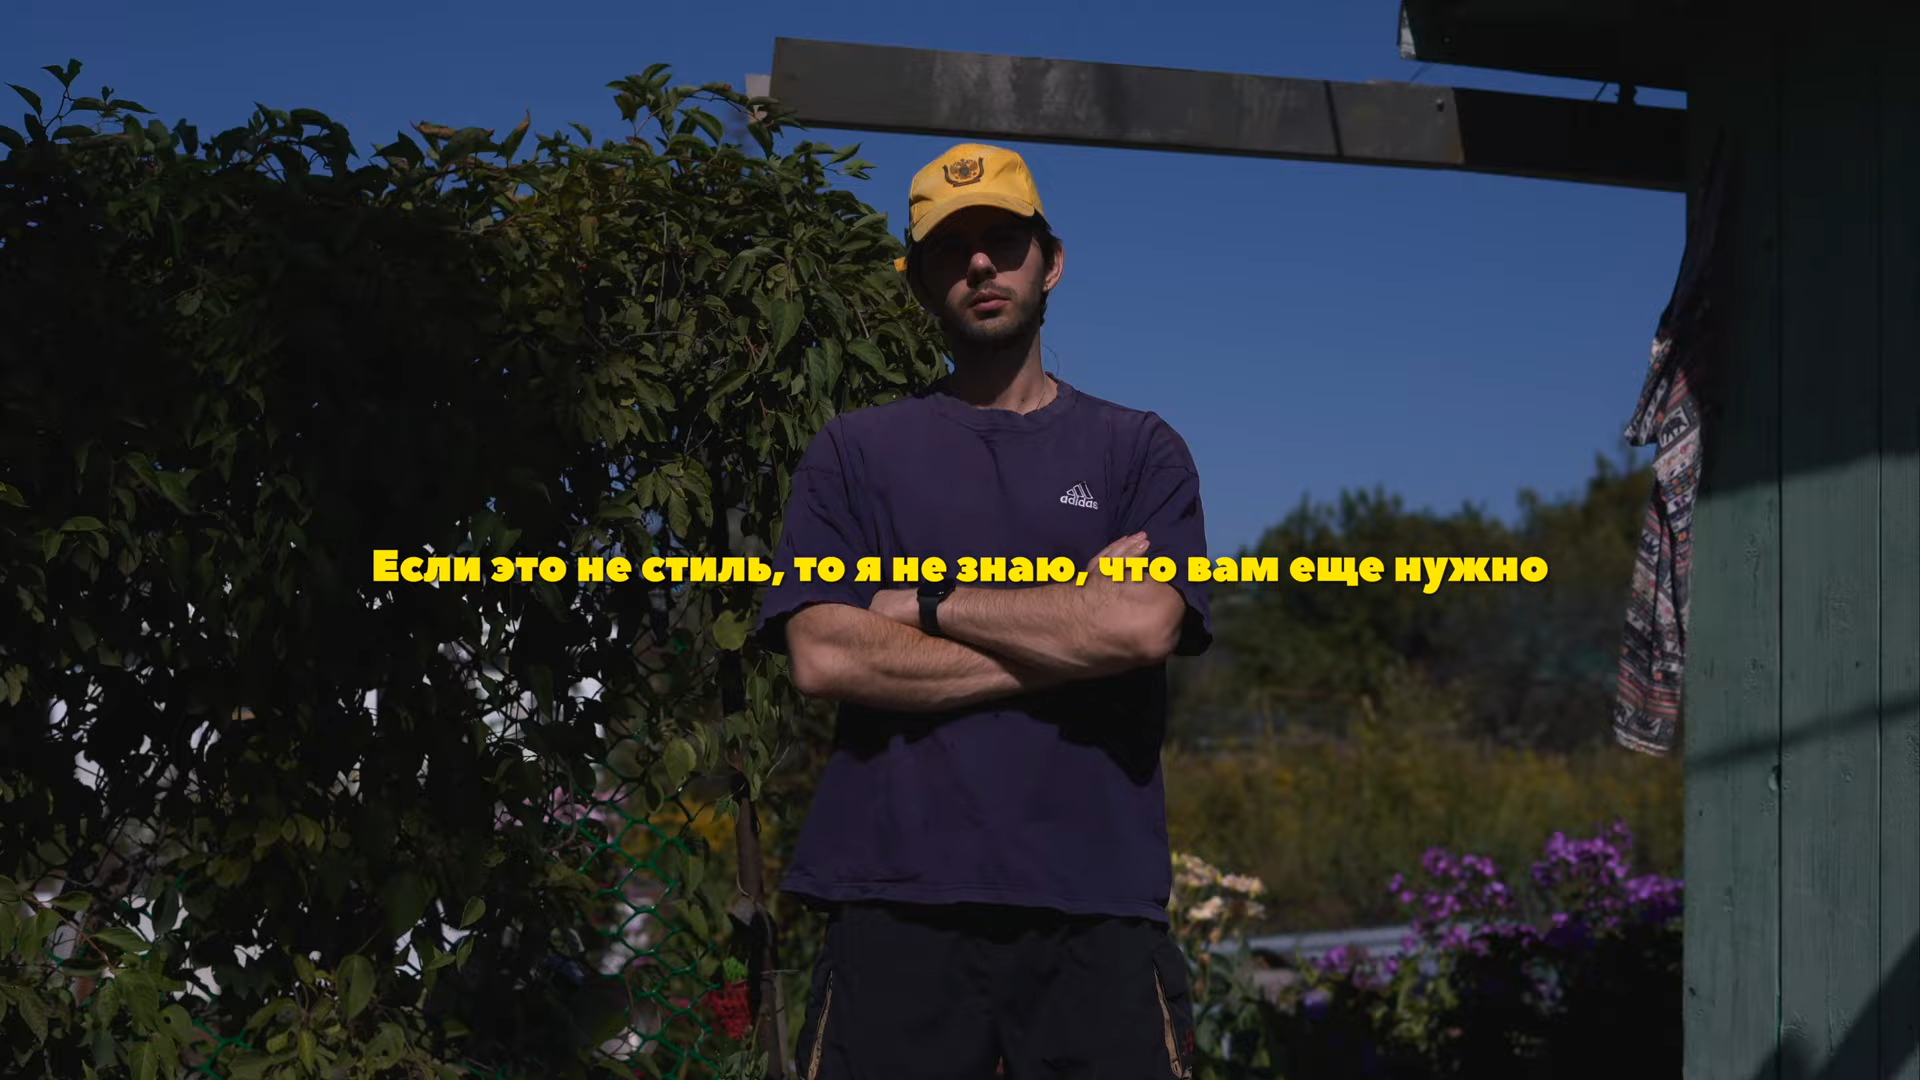 adidas
Если это не стиль, то я не знаю, что вам еще нужно